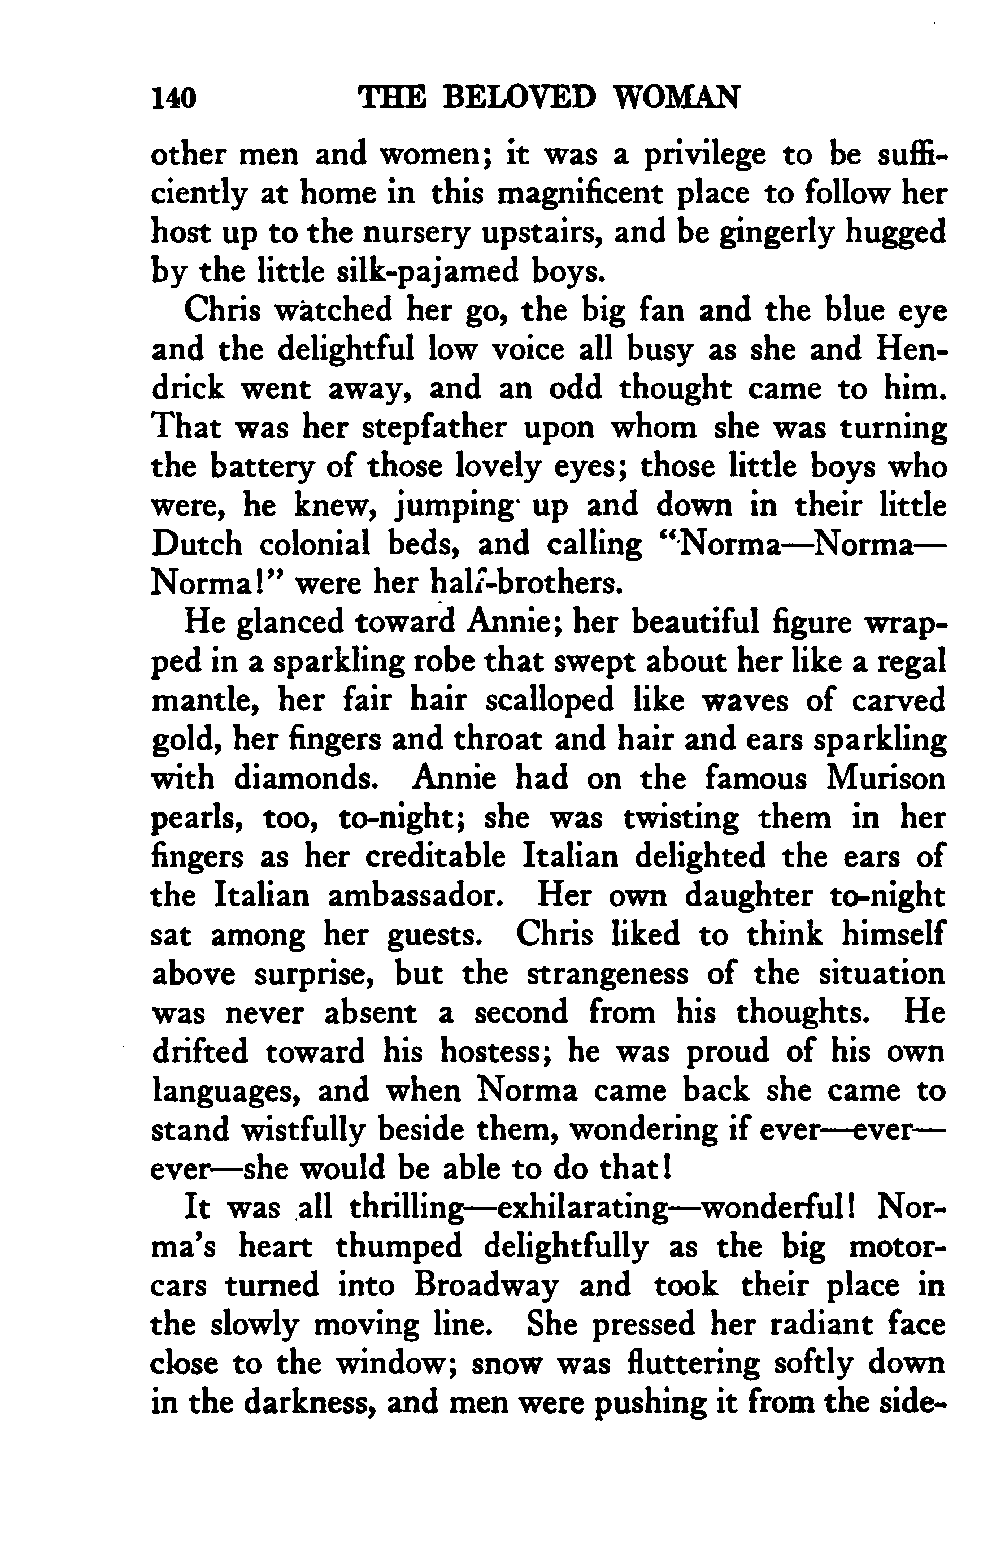 140 THE BELOVED WOMAN
other men and women; it was a privilege to be suffi-
ciently at home in this magnificent place to follow her
host up to the nursery upstairs, and be gingerly hugged
by the little silk-pajamed boys.
Chris watched her go, the big fan and the blue eye
and the delightful low voice all busy as she and Hen-
drick went away, and an odd thought came to him.
That was her stepfather upon whom she was turning
the battery of those lovely eyes; those little boys who
were, he knew, jumping up and down in their little
Dutch colonial beds, and calling "Norma—Norma—
Norma!" were her half-brothers.
He glanced toward Annie; her beautiful figure wrap-
ped in a sparkling robe that swept about her like a regal
mantle, her fair hair scalloped like waves of carved
gold, her fingers and throat and hair and ears sparkling
with diamonds. Annie had on the famous Murison
pearls, too, to-night; she was twisting them in her
fingers as her creditable Italian delighted the ears of
the Italian ambassador. Her own daughter to-night
sat among her guests. Chris liked to think himself
above surprise, but the strangeness of the situation
was never absent a second from his thoughts. He
drifted toward his hostess; he was proud of his own
languages, and when Norma came back she came to
stand wistfully beside them, wondering if ever—ever—
ever—she would be able to do that!
It was all thrilling—exhilarating—wonderful! Nor-
ma's heart thumped delightfully as the big motor-
cars turned into Broadway and took their place in
the slowly moving line. She pressed her radiant face
close to the window; snow was fluttering softly down
in the darkness, and men were pushing it from the side-